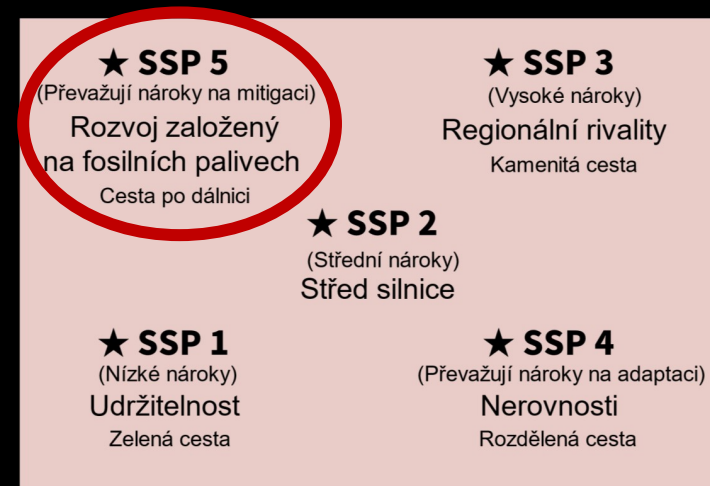 ★ SSP 5
(Převažují nároky na mitigaci)
Rozvoj založený
na fosilních palivech
Cesta po dálnici
★ SSP 3
(Vysoké nároky)
Regionální rivality
Kamenitá cesta
★ SSP 2
(Střední nároky)
Střed silnice
★ SSP 1
(Nízké nároky)
Udržitelnost
Zelená cesta
★ SSP 4
(Převažují nároky na adaptaci)
Nerovnosti
Rozdělená cesta